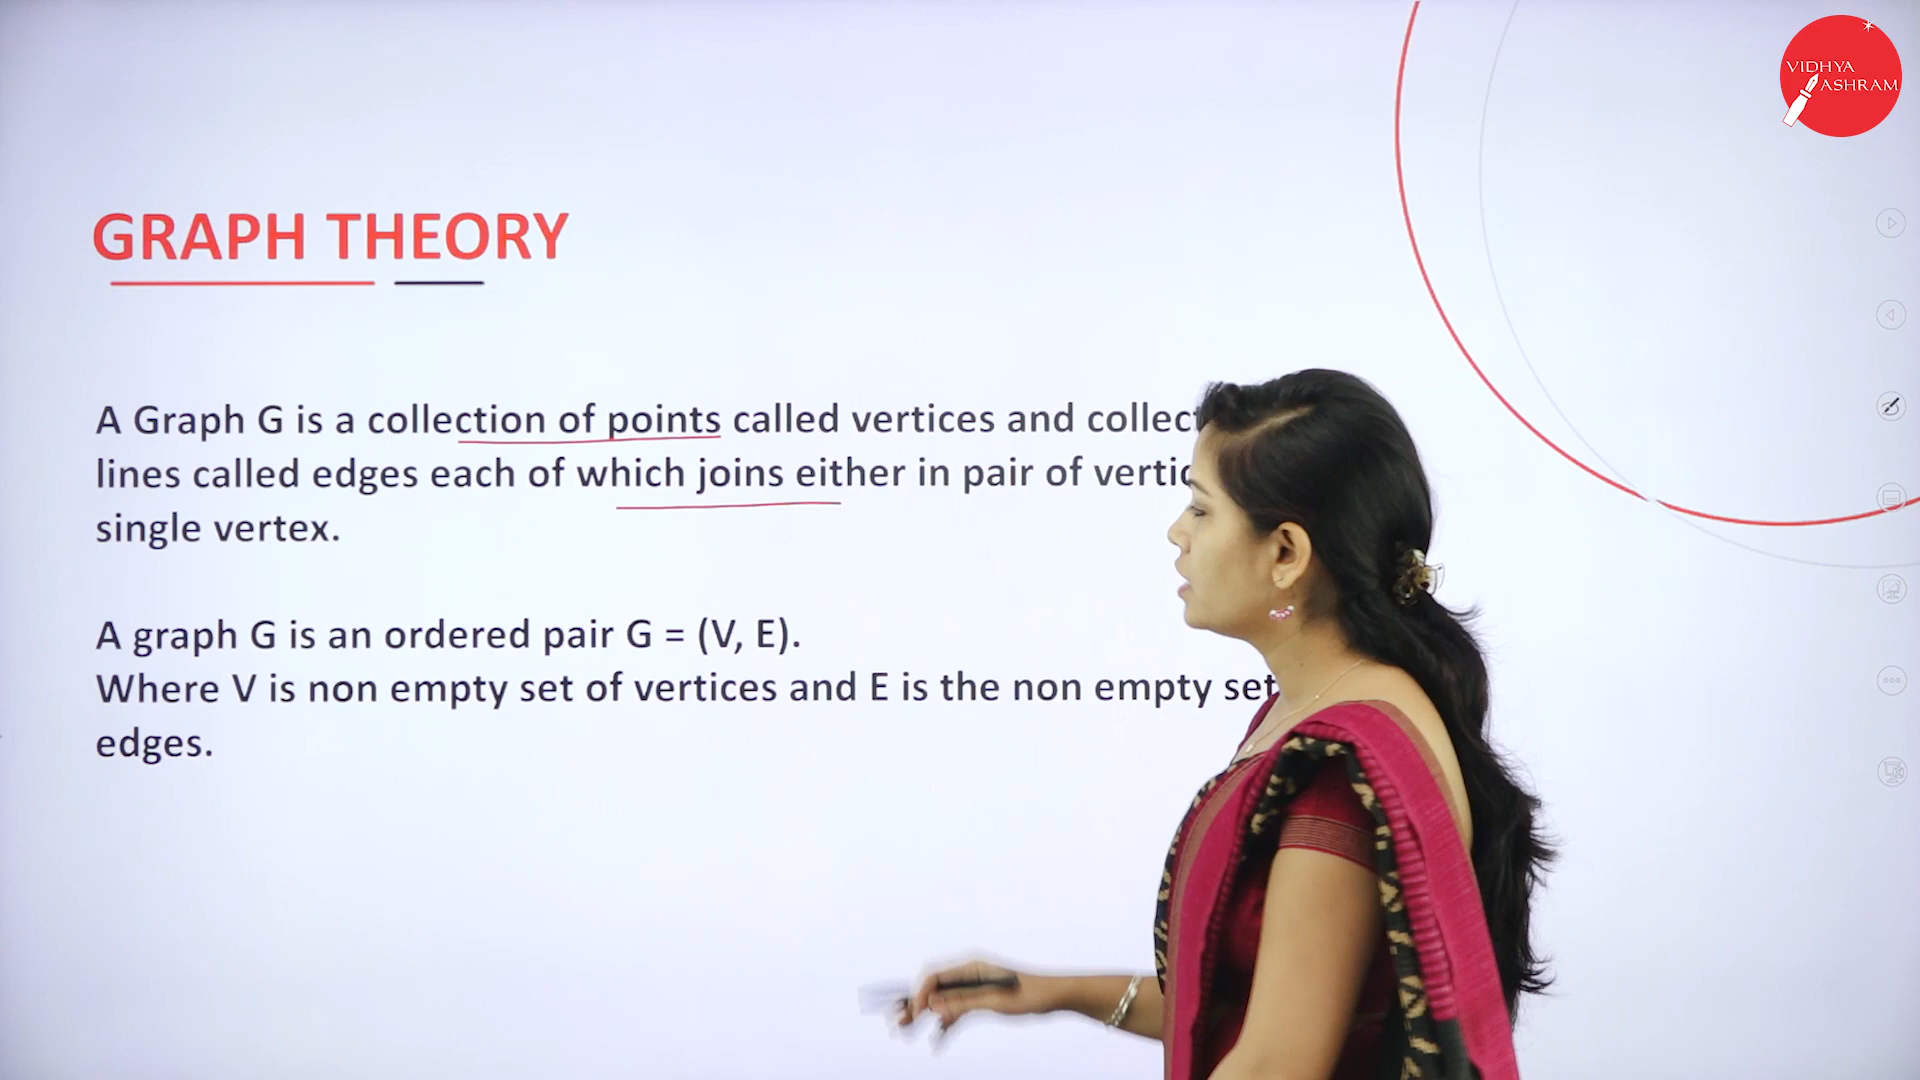 VIDHYA
ASHRAM
GRAPH THEORY
A Graph G is a collection of points called vertices and
lines called edges each of which joins either in pair of
single vertex.
A graph G is an ordered pair G = (V, E).
Where V is non empty set of vertices and E is the non empty set
edges.